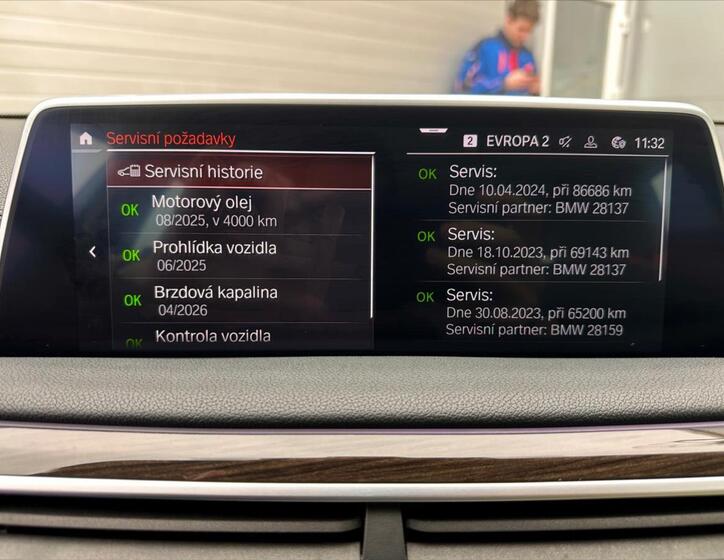 Servisní požadavky
2 EVROPA 2 11:32
Servisní historie
OK Motorový olej
08/2025, v 4000 km
OK Prohlídka vozidla
06/2025
OK Brzdová kapalina
04/2026
OK Kontrola vozidla
OK Servis:
Dne 10.04.2024, při 86686 km
Servisní partner: BMW 28137
OK Servis:
Dne 18.10.2023, při 69143 km
Servisní partner: BMW 28137
OK Servis:
Dne 30.08.2023, při 65200 km
Servisní partner: BMW 28159